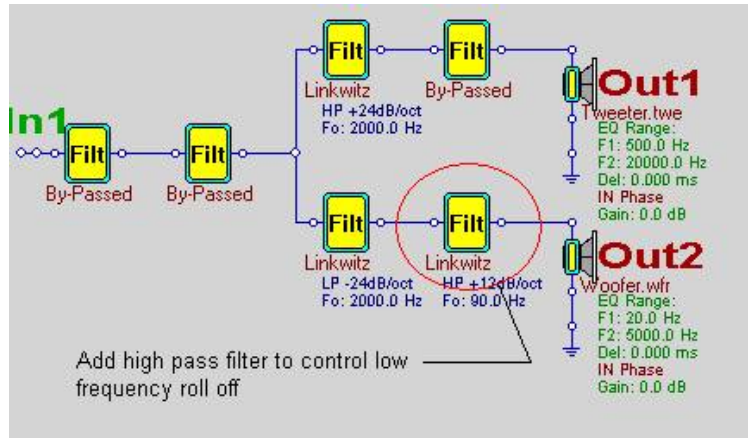 In1
Filt
By-Passed
Filt
By-Passed
Filt
Linkwitz
HP +24dB/oct
Fo: 2000.0 Hz
Filt
By-Passed
Out1
Tweeter.twe
EQ Range:
F1: 500.0 Hz
F2: 20000.0 Hz
Del: 0.000 ms
IN Phase
Gain: 0.0 dB
Filt
Linkwitz
LP -24dB/oct
Fo: 2000.0 Hz
Filt
Linkwitz
HP +12dB/oct
Fo: 90.0 Hz
Out2
Woofer.wfr
EQ Range:
F1: 20.0 Hz
F2: 5000.0 Hz
Del: 0.000 ms
IN Phase
Gain: 0.0 dB
Add high pass filter to control low
frequency roll off